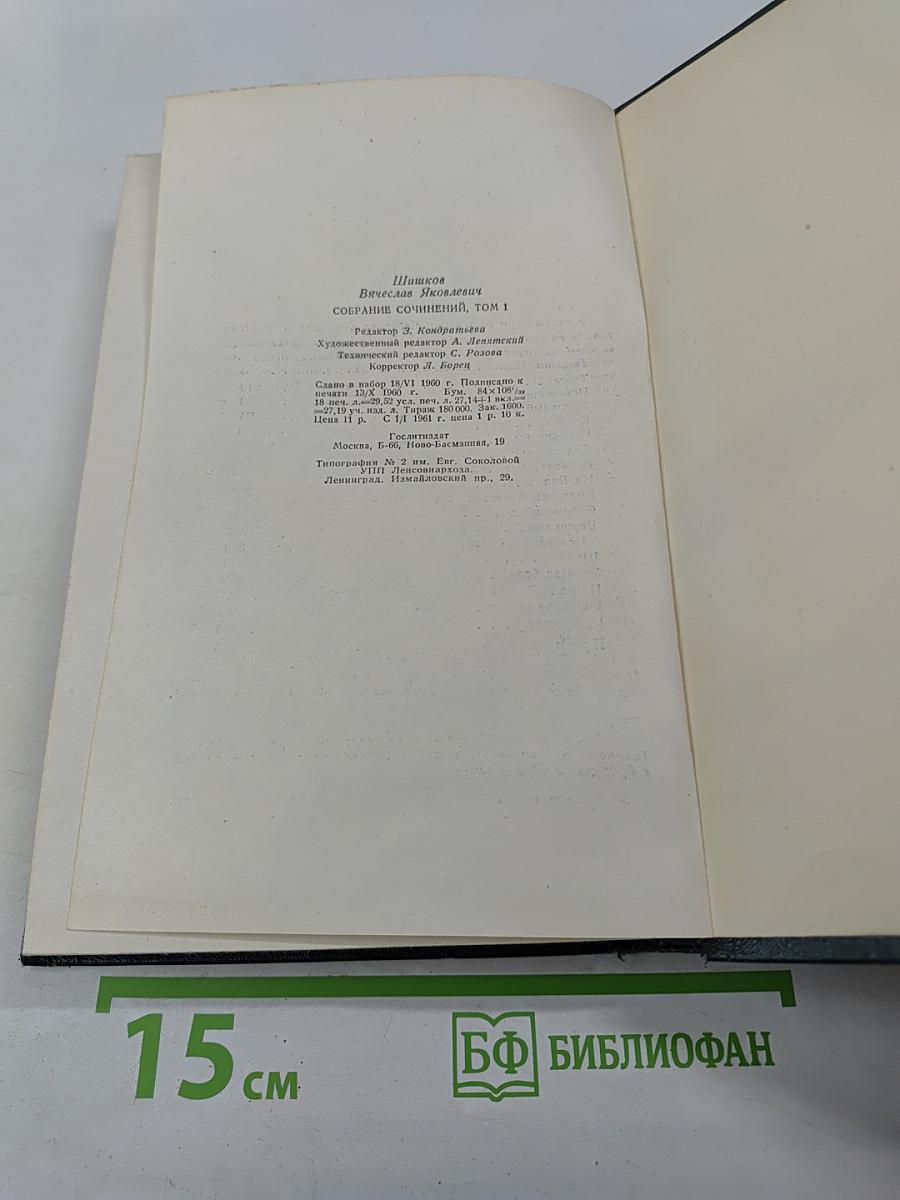 Шишков
Вячеслав Яковлевич
СОБРАНИЕ СОЧИНЕНИЙ, ТОМ 1
Редактор З. Кондратьева
Художественный редактор А. Лепятский
Технический редактор С. Розова
Корректор Л. Борец
Сдано в набор 18/VI 1960 г. Подписано к
печати 13/X 1960 г. Бум. 84×108¹/₃₂
18 печ. л.=29,52 усл. печ. л. 27,14+1 вкл.=
=27,19 уч. изд. л. Тираж 180 000. Зак. 1600.
Цена 11 р. С 1/I 1961 г. цена 1 р. 10 к.
Гослитиздат
Москва, Б-66, Ново-Басманная, 19
Типография № 2 им. Евг. Соколовой
УПП Ленсовнархоза.
Ленинград. Измайловский пр., 29.
15 см
БФ БИБЛИОФАН